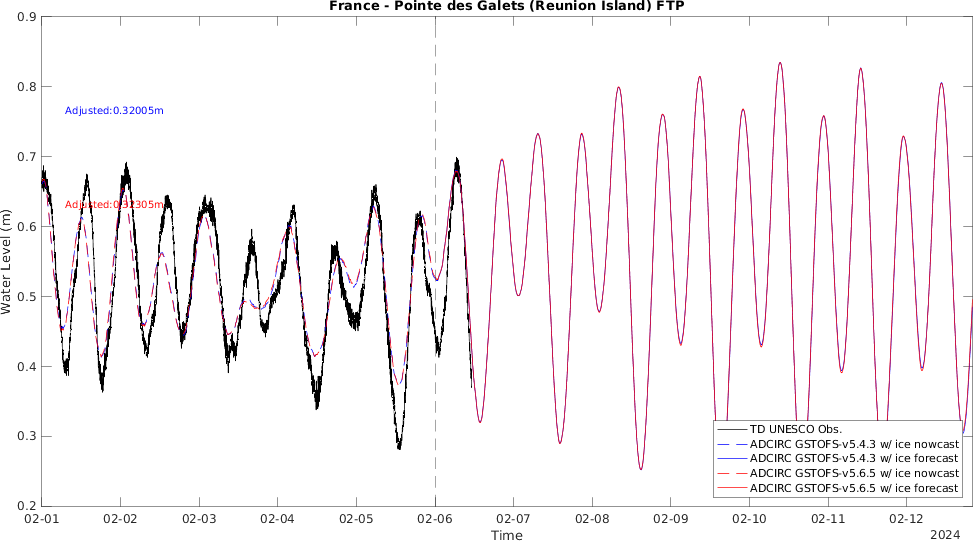 France - Pointe des Galets (Reunion Island) FTP
0.9
0.8
0.7
0.6
0.5
0.4
0.3
0.2
Water Level (m)
Adjusted:0.32005m
Adjusted:0.32305m
TD UNESCO Obs.
ADCIRC GSTOFS-v5.4.3 w/ ice nowcast
ADCIRC GSTOFS-v5.4.3 w/ ice forecast
ADCIRC GSTOFS-v5.6.5 w/ ice nowcast
ADCIRC GSTOFS-v5.6.5 w/ ice forecast
02-01 02-02 02-03 02-04 02-05 02-06 02-07 02-08 02-09 02-10 02-11 02-12
Time
2024